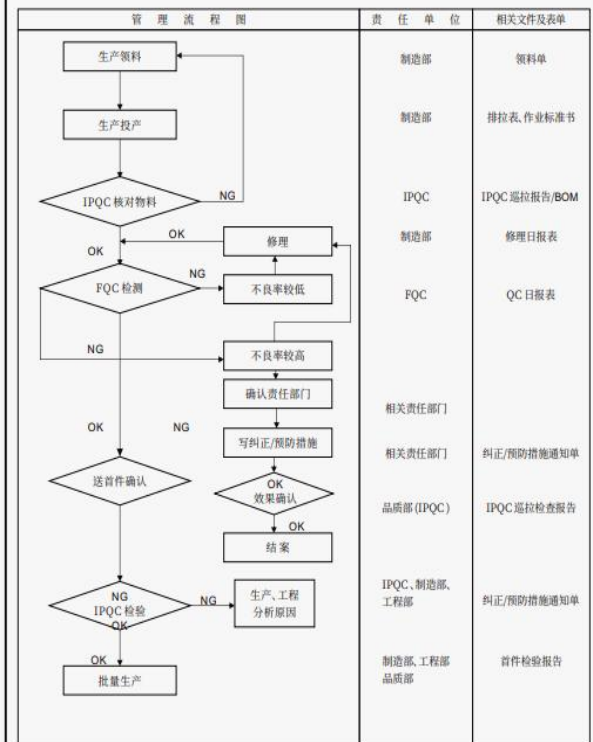 管 理 流 程 图 责 任 单 位 相关文件及表单
生产领料 制造部 领料单
生产投产 制造部 排拉表、作业标准书
IPQC 核对物料 NG IPQC IPQC 巡拉报告/BOM
OK 修理 制造部 修理日报表
OK
FQC 检测 NG 不良率较低 FQC QC 日报表
NG 不良率较高
确认责任部门 相关责任部门
OK NG 写纠正/预防措施 相关责任部门 纠正/预防措施通知单
送首件确认 OK
效果确认 品质部(IPQC) IPQC巡拉检查报告
OK
结案
NG
IPQC 检验
OK
NG 生产、工程
分析原因
IPQC、制造部、
工程部 纠正/预防措施通知单
OK
批量生产 制造部、工程部
品质部 首件检验报告